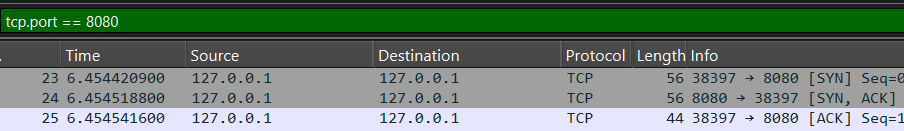 tcp.port == 8080
Time Source Destination Protocol Length Info
23 6.454420900 127.0.0.1 127.0.0.1 TCP 56 38397 → 8080 [SYN] Seq=0
24 6.454518800 127.0.0.1 127.0.0.1 TCP 56 8080 → 38397 [SYN, ACK]
25 6.454541600 127.0.0.1 127.0.0.1 TCP 44 38397 → 8080 [ACK] Seq=1